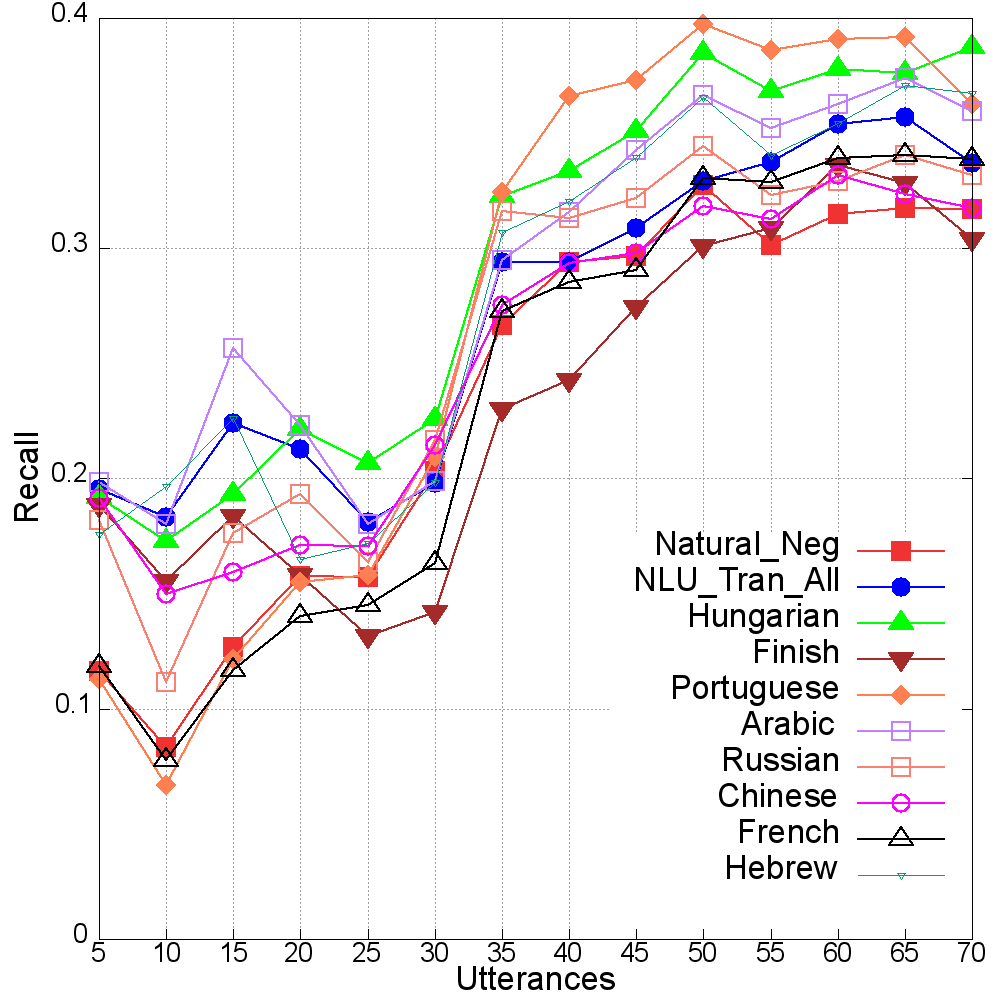 0.4
0.3
0.2
0.1
0
Recall
Natural_Neg
NLU_Tran_All
Hungarian
Finish
Portuguese
Arabic
Russian
Chinese
French
Hebrew
5 10 15 20 25 30 35 40 45 50 55 60 65 70
Utterances